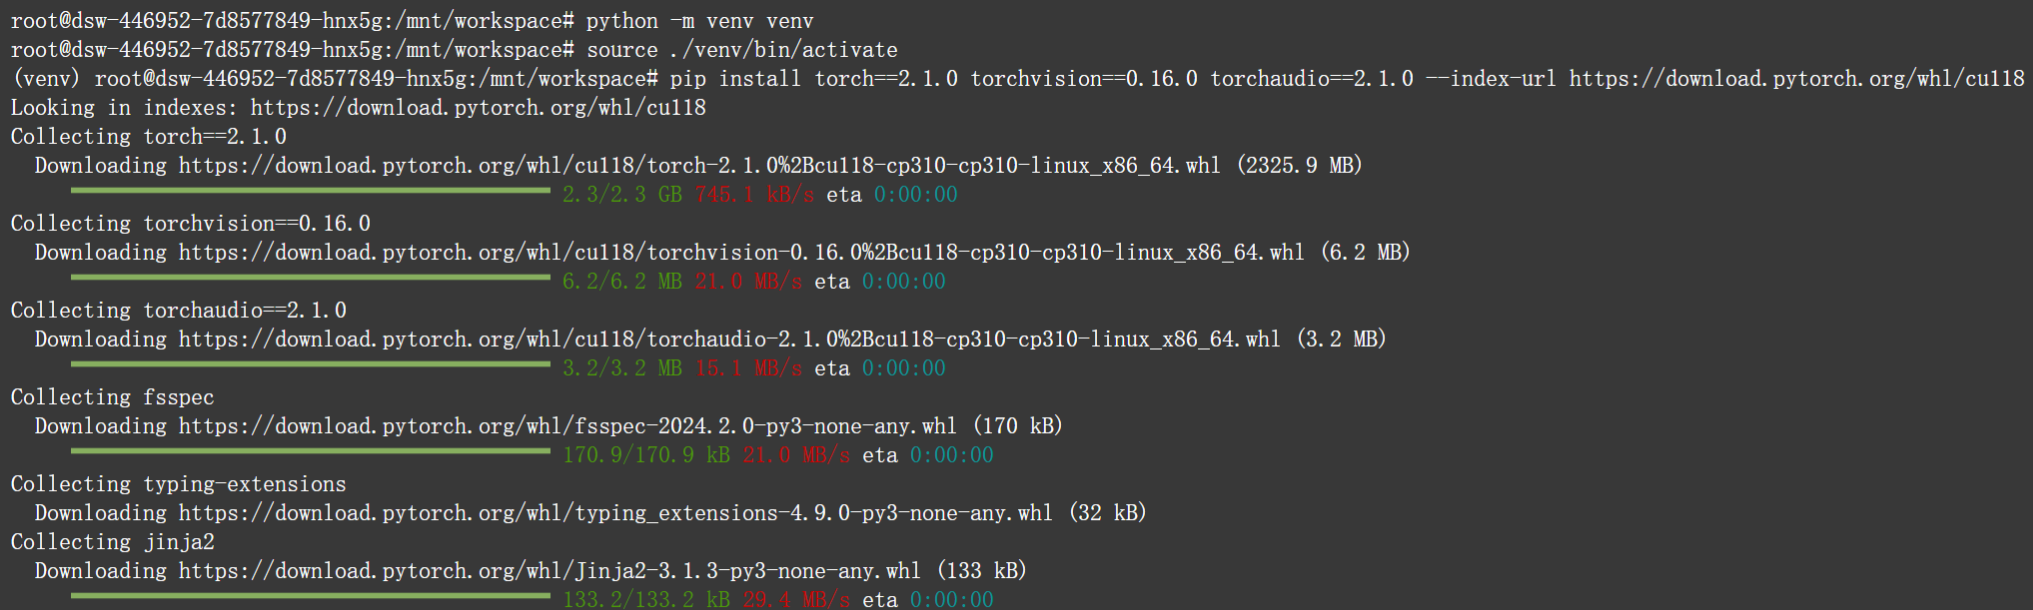 root@dsw-446952-7d8577849-hnx5g:/mnt/workspace# python -m venv venv
root@dsw-446952-7d8577849-hnx5g:/mnt/workspace# source ./venv/bin/activate
(venv) root@dsw-446952-7d8577849-hnx5g:/mnt/workspace# pip install torch==2.1.0 torchvision==0.16.0 torchaudio==2.1.0 --index-url https://download.pytorch.org/whl/cu118
Looking in indexes: https://download.pytorch.org/whl/cu118
Collecting torch==2.1.0
  Downloading https://download.pytorch.org/whl/cu118/torch-2.1.0%2Bcu118-cp310-cp310-linux_x86_64.whl (2325.9 MB)
2.3/2.3 GB 745.1 kB/s eta 0:00:00
Collecting torchvision==0.16.0
  Downloading https://download.pytorch.org/whl/cu118/torchvision-0.16.0%2Bcu118-cp310-cp310-linux_x86_64.whl (6.2 MB)
6.2/6.2 MB 21.0 MB/s eta 0:00:00
Collecting torchaudio==2.1.0
  Downloading https://download.pytorch.org/whl/cu118/torchaudio-2.1.0%2Bcu118-cp310-cp310-linux_x86_64.whl (3.2 MB)
3.2/3.2 MB 15.1 MB/s eta 0:00:00
Collecting fsspec
  Downloading https://download.pytorch.org/whl/fsspec-2024.2.0-py3-none-any.whl (170 kB)
170.9/170.9 kB 21.0 MB/s eta 0:00:00
Collecting typing-extensions
  Downloading https://download.pytorch.org/whl/typing_extensions-4.9.0-py3-none-any.whl (32 kB)
Collecting jinja2
  Downloading https://download.pytorch.org/whl/Jinja2-3.1.3-py3-none-any.whl (133 kB)
133.2/133.2 kB 29.4 MB/s eta 0:00:00